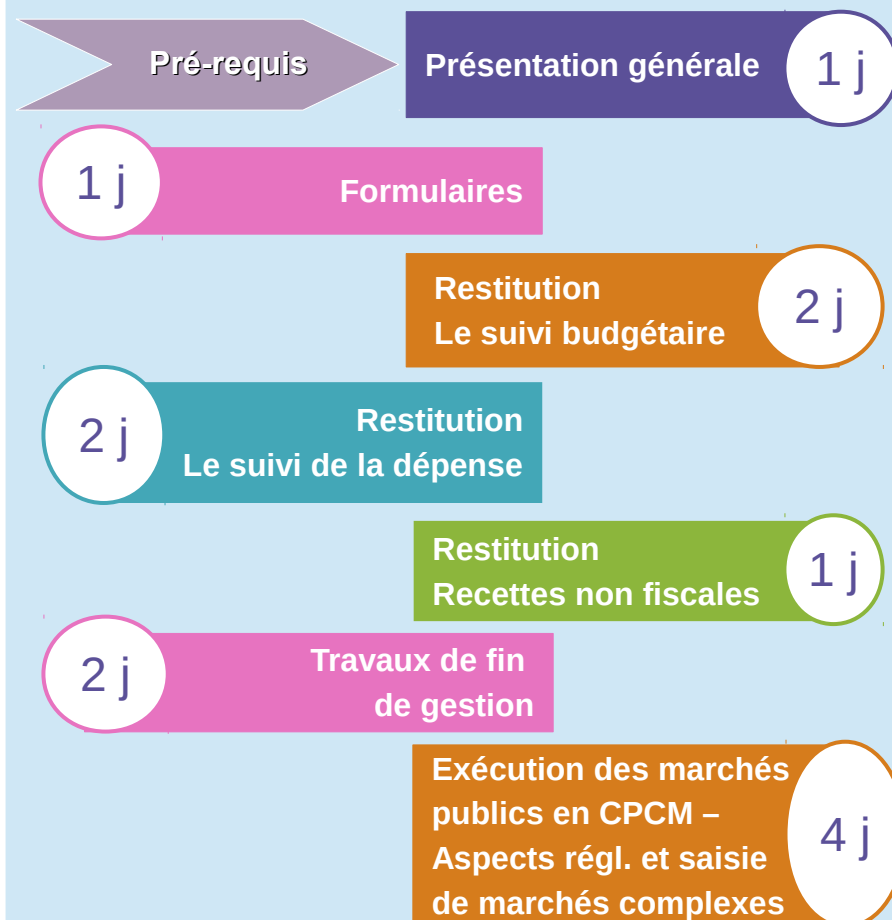 Pré-requis
Présentation générale
1 j
1 j
Formulaires
Restitution
Le suivi budgétaire
2 j
2 j
Restitution
Le suivi de la dépense
Restitution
Recettes non fiscales
1 j
2 j
Travaux de fin
de gestion
Exécution des marchés
publics en CPCM –
Aspects régl. et saisie
de marchés complexes
4 j